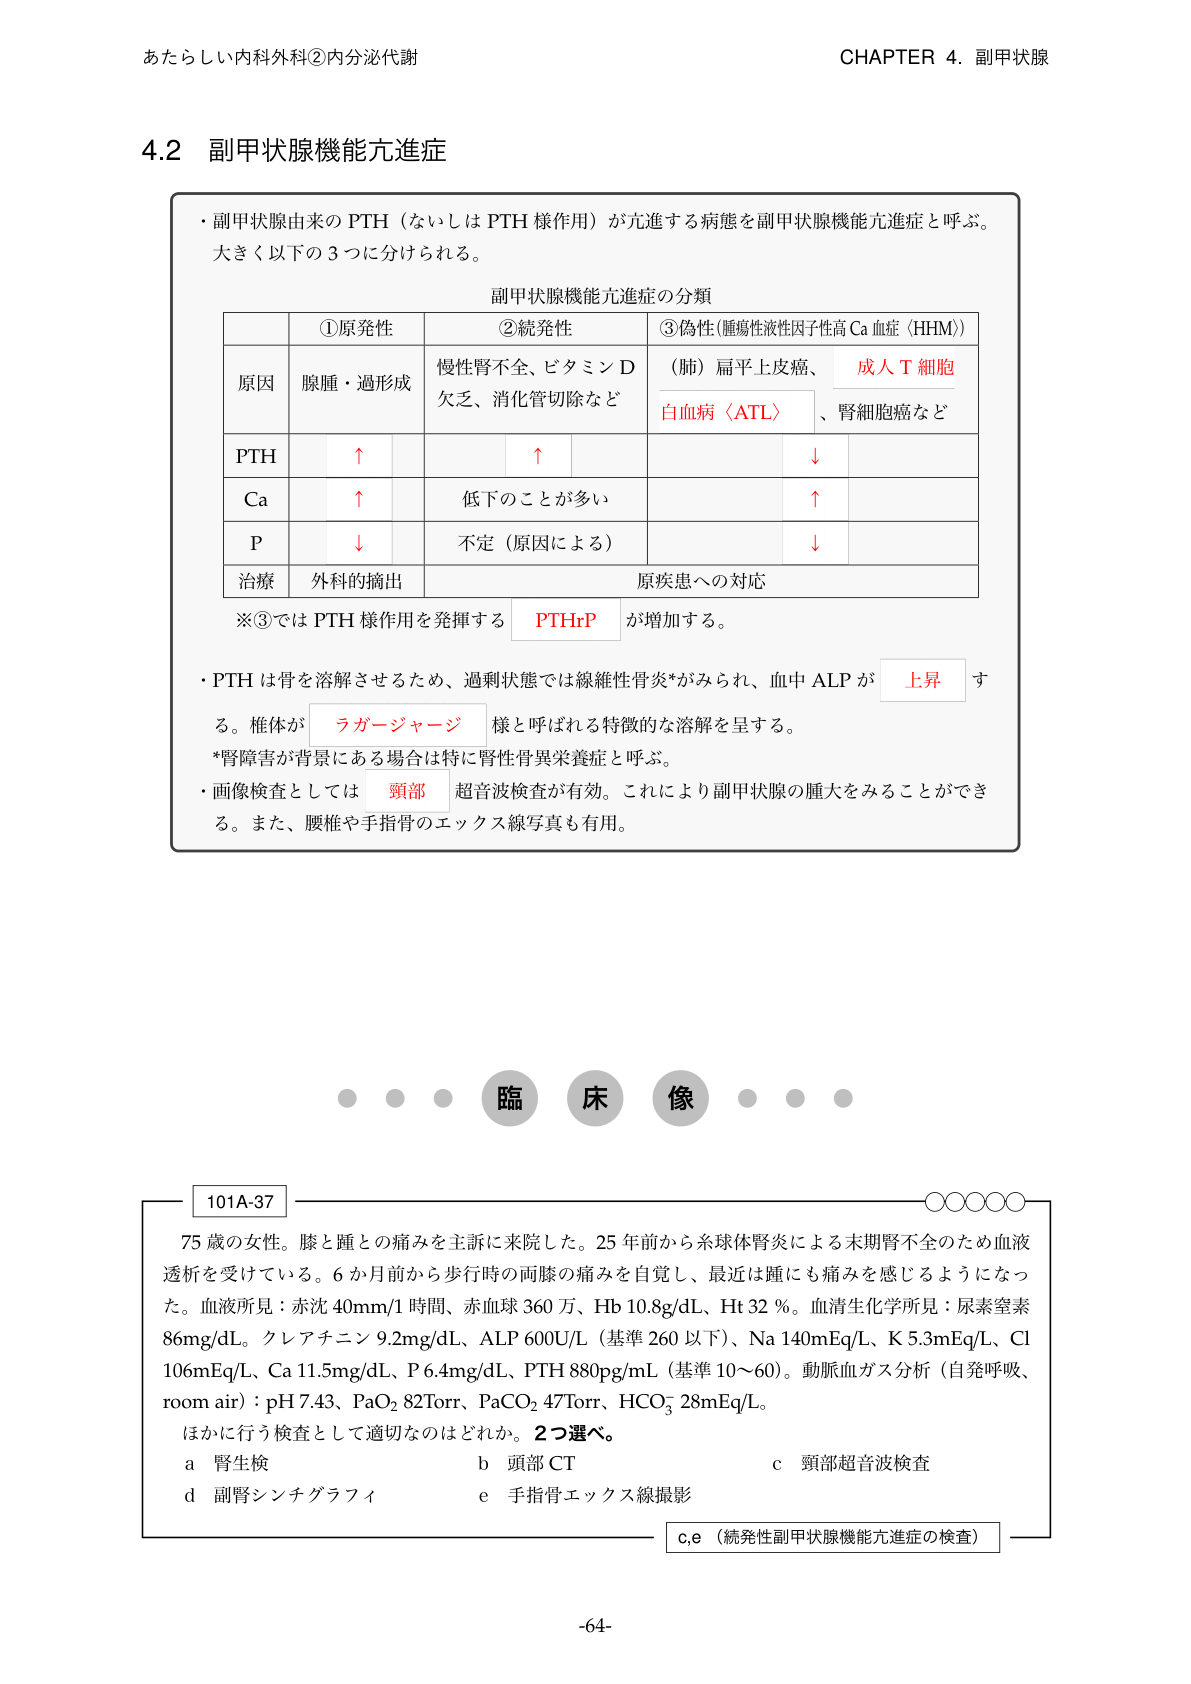 あたらしい内科外科②内分泌代謝
CHAPTER 4. 副甲状腺
4.2 副甲状腺機能亢進症
・副甲状腺由来の PTH（ないしは PTH 様作用）が亢進する病態を副甲状腺機能亢進症と呼ぶ。
大きく以下の 3 つに分けられる。
副甲状腺機能亢進症の分類
①原発性 ②続発性 ③偽性(腫瘍性液性因子性高 Ca 血症〈HHM〉)
原因 腺腫・過形成 慢性腎不全、ビタミン D （肺）扁平上皮癌、 成人 T 細胞
欠乏、消化管切除など 白血病〈ATL〉 、腎細胞癌など
PTH ↑ ↑ ↓
Ca ↑ 低下のことが多い ↑
P ↓ 不定（原因による） ↓
治療 外科的摘出 原疾患への対応
※③では PTH 様作用を発揮する PTHrP が増加する。
・PTH は骨を溶解させるため、過剰状態では線維性骨炎*がみられ、血中 ALP が 上昇 す
る。椎体が ラガージャージ 様と呼ばれる特徴的な溶解を呈する。
*腎障害が背景にある場合は特に腎性骨異栄養症と呼ぶ。
・画像検査としては 頸部 超音波検査が有効。これにより副甲状腺の腫大をみることができ
る。また、腰椎や手指骨のエックス線写真も有用。
臨床像
101A-37
75 歳の女性。膝と踵との痛みを主訴に来院した。25 年前から糸球体腎炎による末期腎不全のため血液
透析を受けている。6 か月前から歩行時の両膝の痛みを自覚し、最近は踵にも痛みを感じるようになっ
た。血液所見：赤沈 40mm/1 時間、赤血球 360 万、Hb 10.8g/dL、Ht 32 %。血清生化学所見：尿素窒素
86mg/dL。クレアチニン 9.2mg/dL、ALP 600U/L（基準 260 以下）、Na 140mEq/L、K 5.3mEq/L、Cl
106mEq/L、Ca 11.5mg/dL、P 6.4mg/dL、PTH 880pg/mL（基準 10〜60）。動脈血ガス分析（自発呼吸、
room air）：pH 7.43、PaO₂ 82Torr、PaCO₂ 47Torr、HCO₃⁻ 28mEq/L。
ほかに行う検査として適切なのはどれか。2つ選べ。
a 腎生検 b 頭部 CT c 頸部超音波検査
d 副腎シンチグラフィ e 手指骨エックス線撮影
c,e （続発性副甲状腺機能亢進症の検査）
-64-